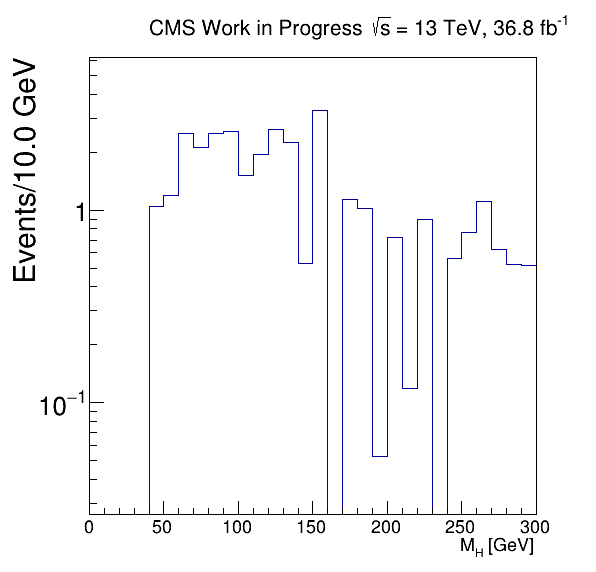 CMS Work in Progress √s = 13 TeV, 36.8 fb⁻¹
Events/10.0 GeV
1
10⁻¹
0 50 100 150 200 250 300
M_H [GeV]